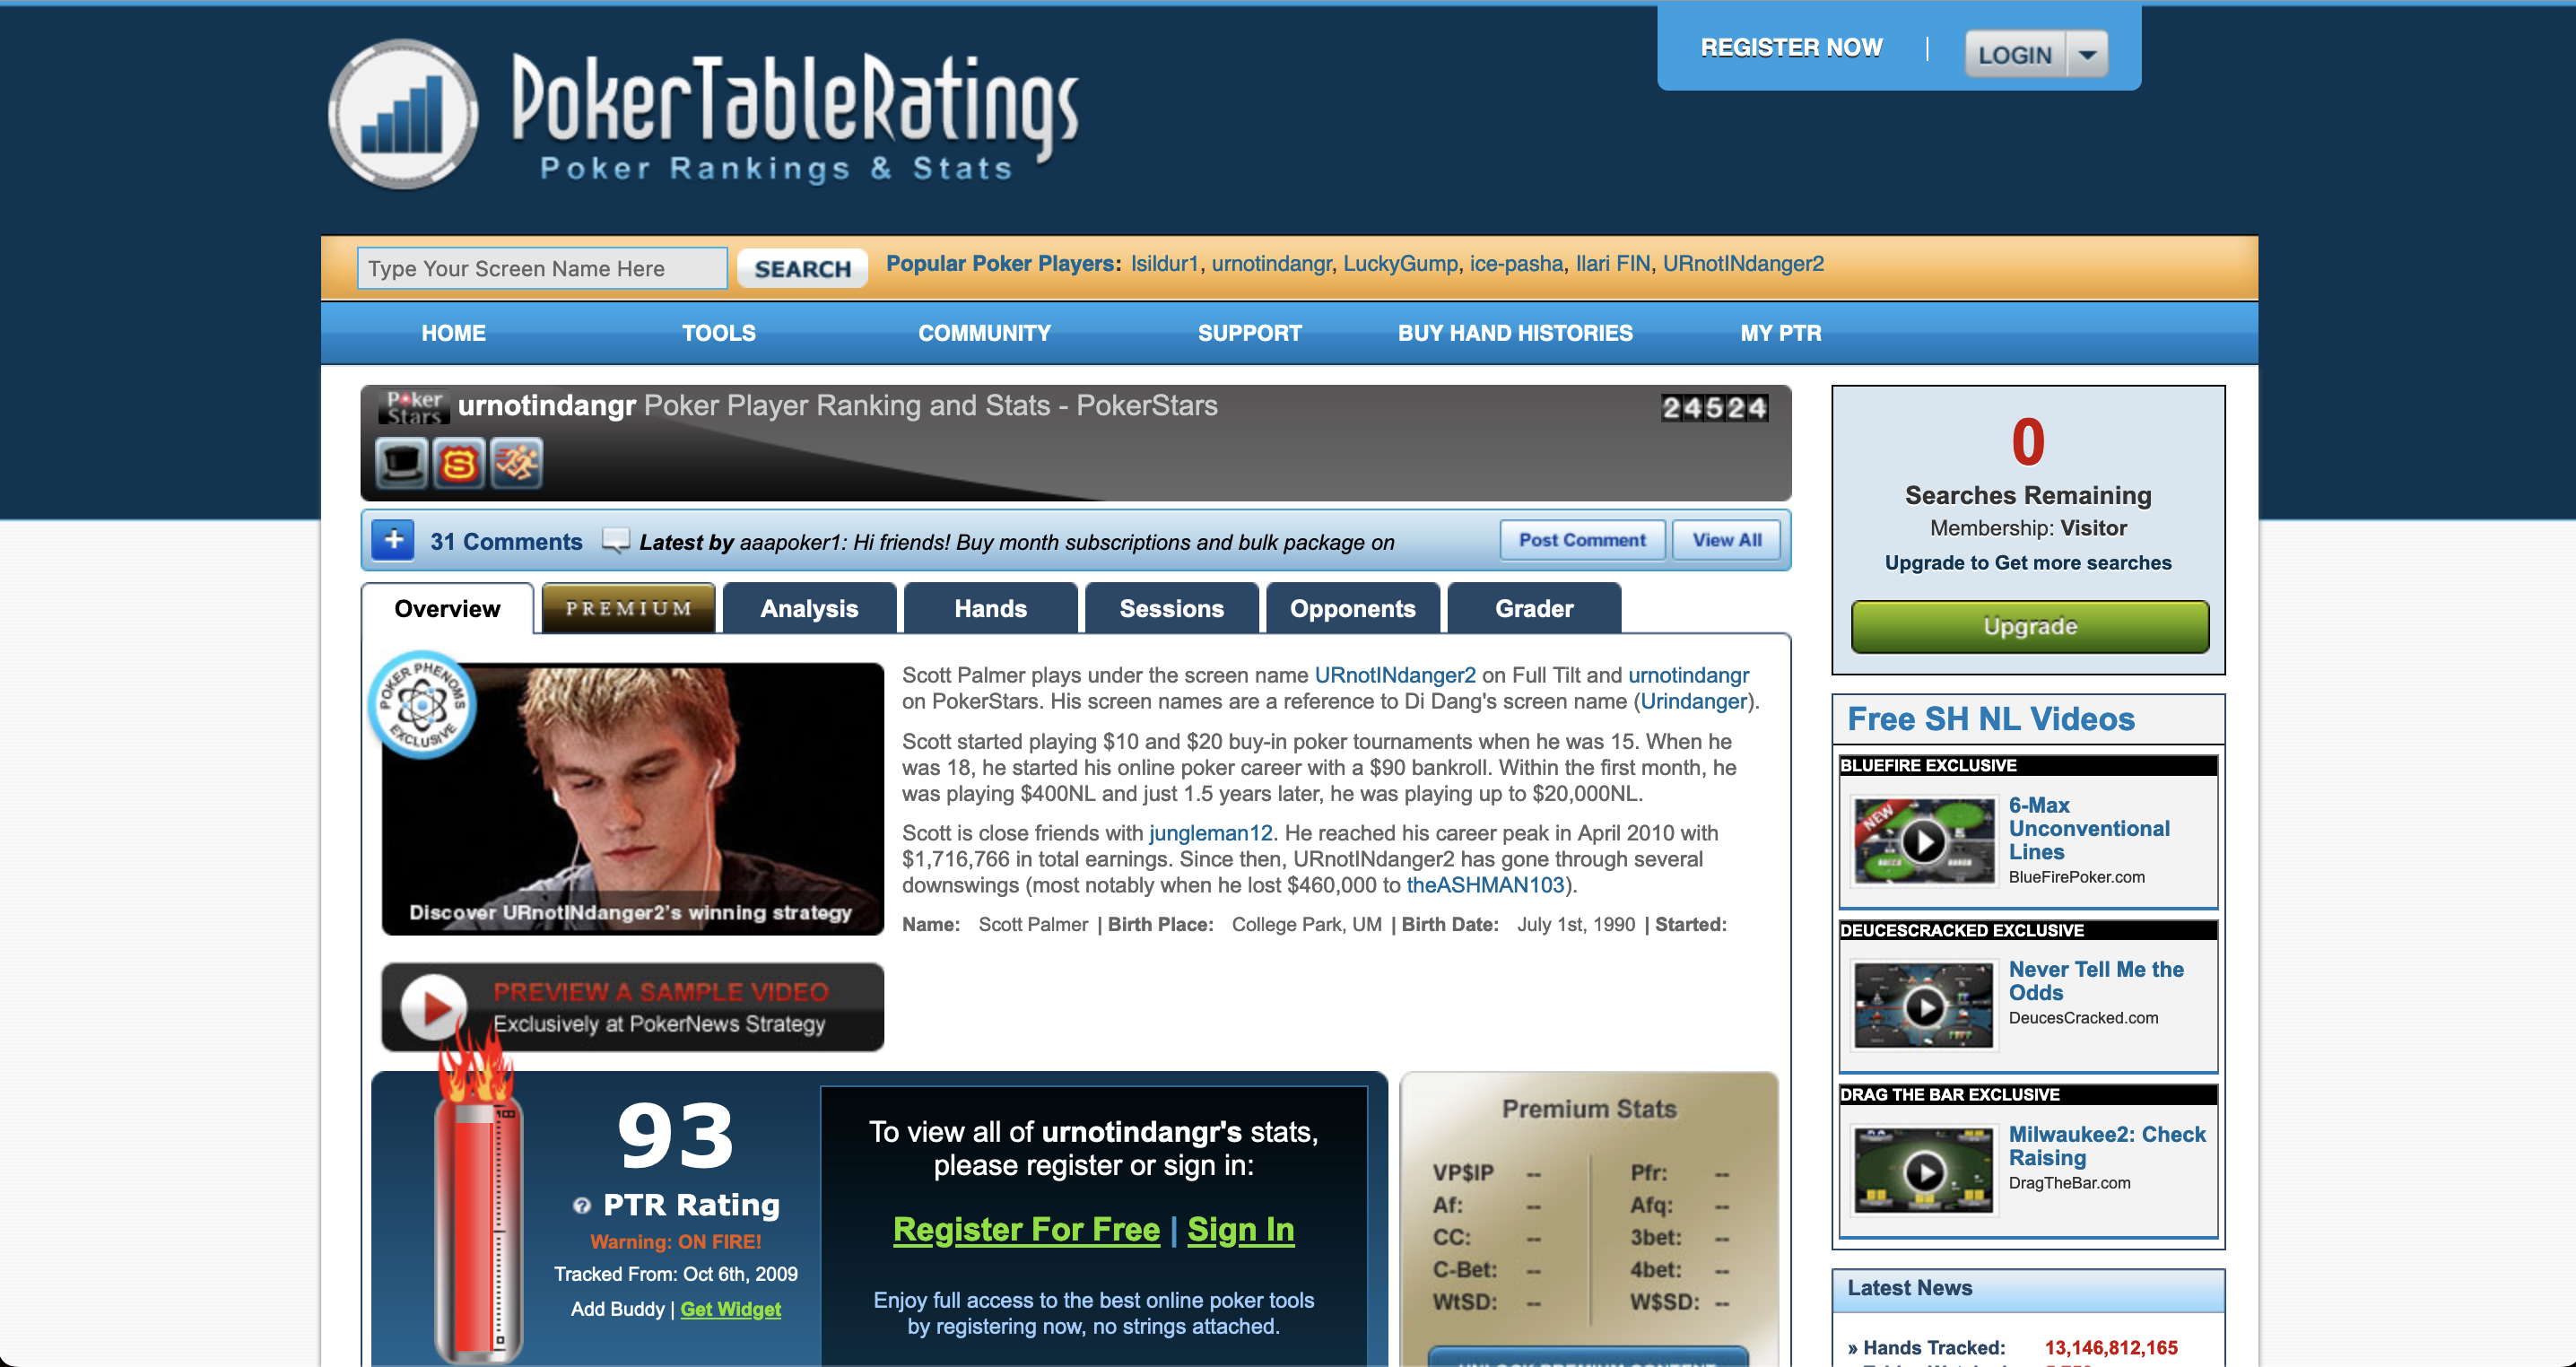 REGISTER NOW | LOGIN
PokerTableRatings
Poker Rankings & Stats
Type Your Screen Name Here
SEARCH
Popular Poker Players: Isildur1, urnotindangr, LuckyGump, ice-pasha, Ilari FIN, URnotINdanger2
HOME TOOLS COMMUNITY SUPPORT BUY HAND HISTORIES MY PTR
Poker Stars
urnotindangr Poker Player Ranking and Stats - PokerStars
24524
S
+ 31 Comments Latest by aaapoker1: Hi friends! Buy month subscriptions and bulk package on
Post Comment View All
Overview PREMIUM Analysis Hands Sessions Opponents Grader
POKER PHENOMS
EXCLUSIVE
Discover URnotINdanger2's winning strategy
PREVIEW A SAMPLE VIDEO
Exclusively at PokerNews Strategy
Scott Palmer plays under the screen name URnotINdanger2 on Full Tilt and urnotindangr
on PokerStars. His screen names are a reference to Di Dang's screen name (Urindanger).
Scott started playing $10 and $20 buy-in poker tournaments when he was 15. When he
was 18, he started his online poker career with a $90 bankroll. Within the first month, he
was playing $400NL and just 1.5 years later, he was playing up to $20,000NL.
Scott is close friends with jungleman12. He reached his career peak in April 2010 with
$1,716,766 in total earnings. Since then, URnotINdanger2 has gone through several
downswings (most notably when he lost $460,000 to theASHMAN103).
Name: Scott Palmer | Birth Place: College Park, UM | Birth Date: July 1st, 1990 | Started:
100
0
93
? PTR Rating
Warning: ON FIRE!
Tracked From: Oct 6th, 2009
Add Buddy | Get Widget
To view all of urnotindangr's stats,
please register or sign in:
Register For Free | Sign In
Enjoy full access to the best online poker tools
by registering now, no strings attached.
Premium Stats
VP$IP -- Pfr: --
Af: -- Afq: --
CC: -- 3bet: --
C-Bet: -- 4bet: --
WtSD: -- W$SD: --
UNLOCK PREMIUM CONTENT
0
Searches Remaining
Membership: Visitor
Upgrade to Get more searches
Upgrade
Free SH NL Videos
BLUEFIRE EXCLUSIVE
NEW
6-Max
Unconventional
Lines
BlueFirePoker.com
DEUCESCRACKED EXCLUSIVE
Never Tell Me the
Odds
DeucesCracked.com
DRAG THE BAR EXCLUSIVE
Milwaukee2: Check
Raising
DragTheBar.com
Latest News
» Hands Tracked: 13,146,812,165